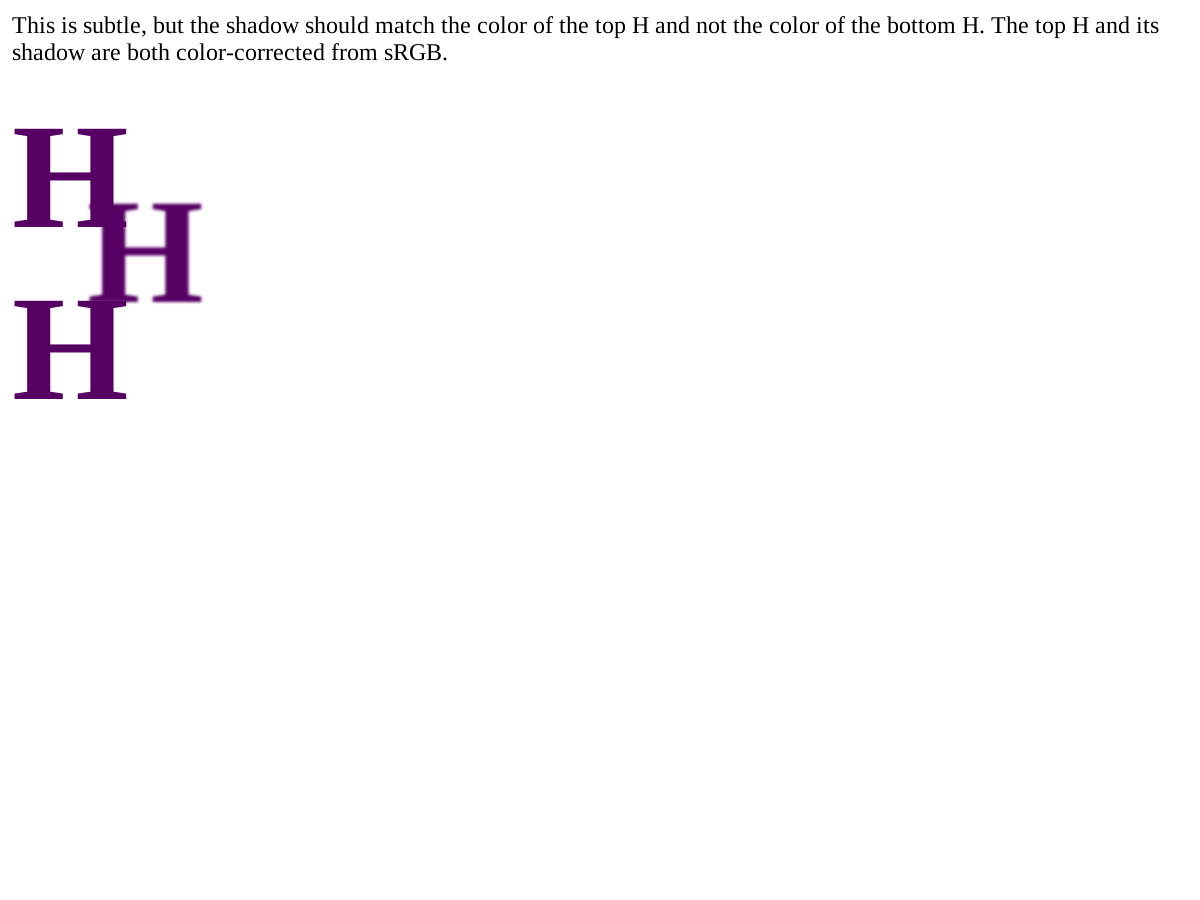 This is subtle, but the shadow should match the color of the top H and not the color of the bottom H. The top H and its
shadow are both color-corrected from sRGB.
H
H
H